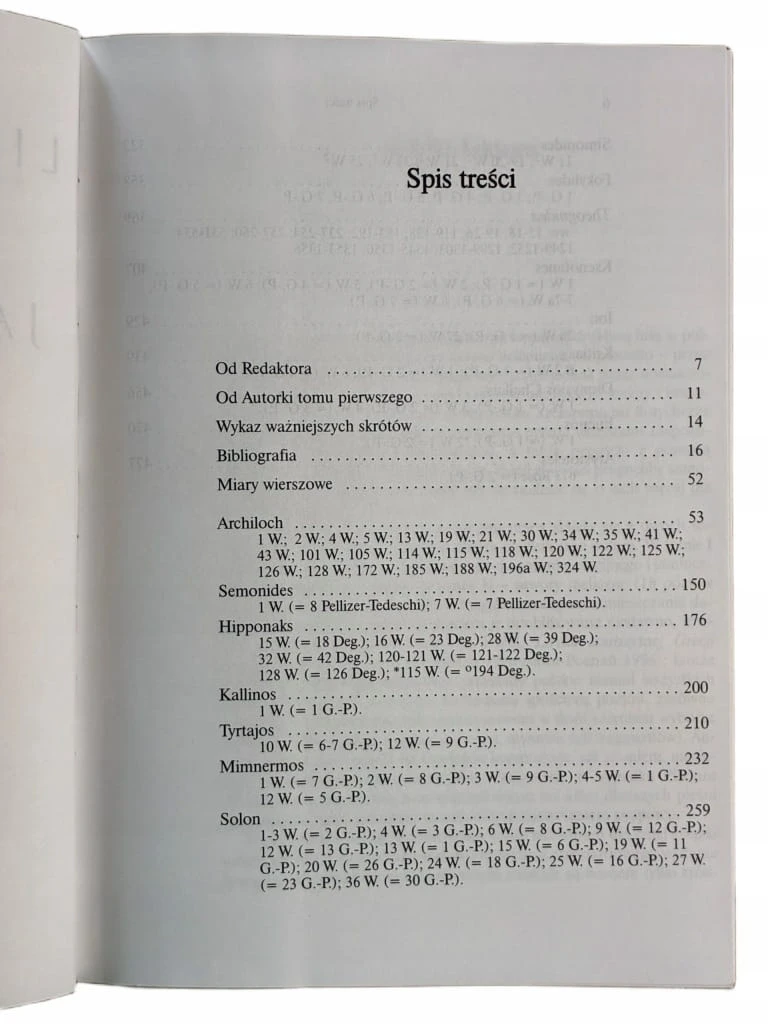 Spis treści
Od Redaktora . . . . . . . . . . . . . . . . . . . . . . . . . . . . . . . . . . . . . . . . . 7
Od Autorki tomu pierwszego . . . . . . . . . . . . . . . . . . . . . . . . . . . . . 11
Wykaz ważniejszych skrótów . . . . . . . . . . . . . . . . . . . . . . . . . . . . . 14
Bibliografia . . . . . . . . . . . . . . . . . . . . . . . . . . . . . . . . . . . . . . . . . 16
Miary wierszowe . . . . . . . . . . . . . . . . . . . . . . . . . . . . . . . . . . . . . 52
Archiloch . . . . . . . . . . . . . . . . . . . . . . . . . . . . . . . . . . . . . . . . . . . 53
1 W.; 2 W.; 4 W.; 5 W.; 13 W.; 19 W.; 21 W.; 30 W.; 34 W.; 35 W.; 41 W.;
43 W.; 101 W.; 105 W.; 114 W.; 115 W.; 118 W.; 120 W.; 122 W.; 125 W.;
126 W.; 128 W.; 172 W.; 185 W.; 188 W.; 196a W.; 324 W.
Semonides . . . . . . . . . . . . . . . . . . . . . . . . . . . . . . . . . . . . . . . . . 150
1 W. (= 8 Pellizer-Tedeschi); 7 W. (= 7 Pellizer-Tedeschi).
Hipponaks . . . . . . . . . . . . . . . . . . . . . . . . . . . . . . . . . . . . . . . . . 176
15 W. (= 18 Deg.); 16 W. (= 23 Deg.); 28 W. (= 39 Deg.);
32 W. (= 42 Deg.); 120-121 W. (= 121-122 Deg.);
128 W. (= 126 Deg.); *115 W. (= º194 Deg.).
Kallinos . . . . . . . . . . . . . . . . . . . . . . . . . . . . . . . . . . . . . . . . . . . 200
1 W. (= 1 G.-P.).
Tyrtajos . . . . . . . . . . . . . . . . . . . . . . . . . . . . . . . . . . . . . . . . . . . 210
10 W. (= 6-7 G.-P.); 12 W. (= 9 G.-P.).
Mimnermos . . . . . . . . . . . . . . . . . . . . . . . . . . . . . . . . . . . . . . . . 232
1 W. (= 7 G.-P.); 2 W. (= 8 G.-P.); 3 W. (= 9 G.-P.); 4-5 W. (= 1 G.-P.);
12 W. (= 5 G.-P.).
Solon . . . . . . . . . . . . . . . . . . . . . . . . . . . . . . . . . . . . . . . . . . . . . 259
1-3 W. (= 2 G.-P.); 4 W. (= 3 G.-P.); 6 W. (= 8 G.-P.); 9 W. (= 12 G.-P.);
12 W. (= 13 G.-P.); 13 W. (= 1 G.-P.); 15 W. (= 6 G.-P.); 19 W. (= 11
G.-P.); 20 W. (= 26 G.-P.); 24 W. (= 18 G.-P.); 25 W. (= 16 G.-P.); 27 W.
(= 23 G.-P.); 36 W. (= 30 G.-P.).